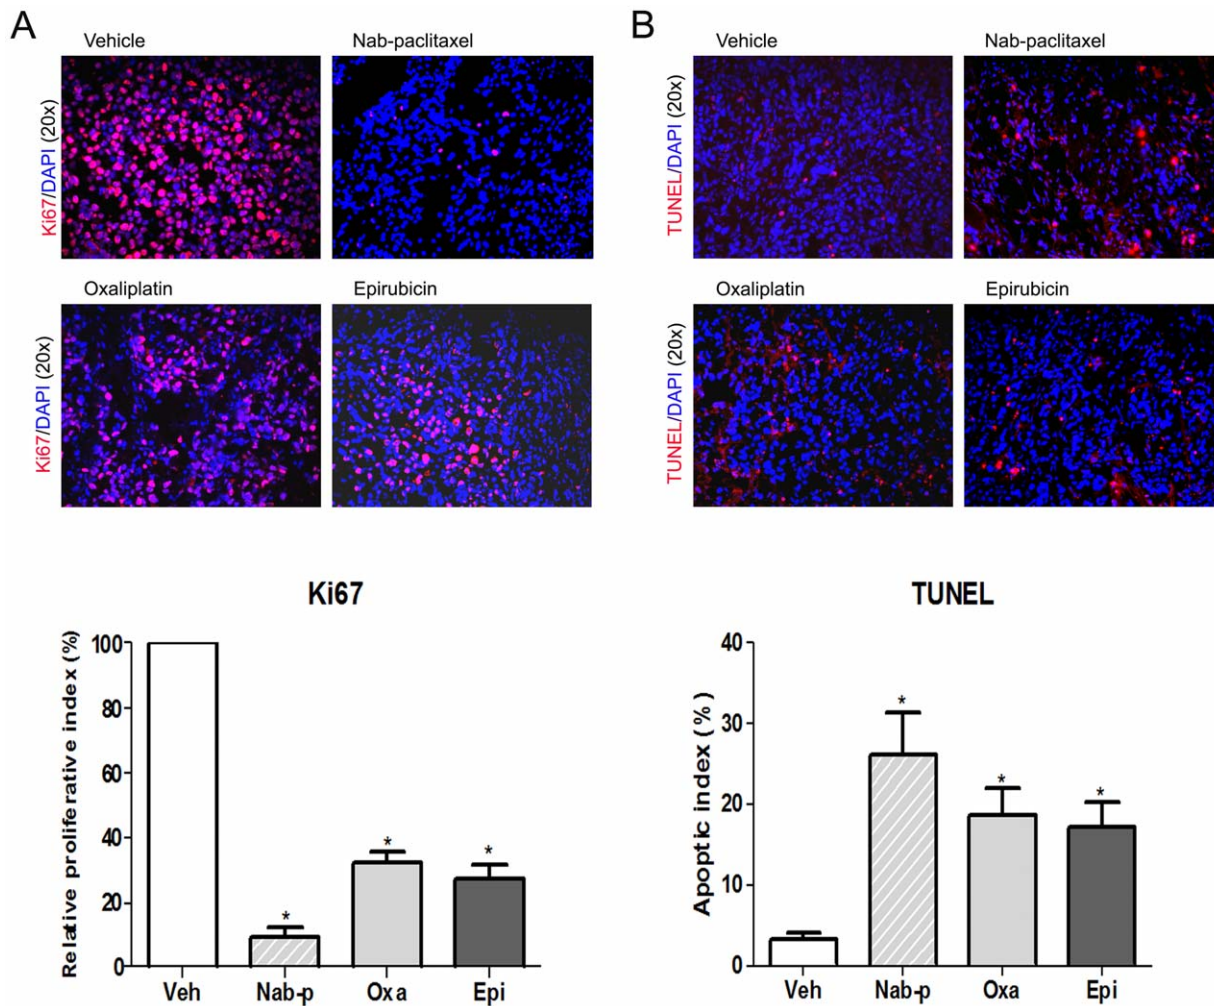 A
Vehicle
Nab-paclitaxel
Ki67/DAPI (20x)
Oxaliplatin
Epirubicin
Ki67/DAPI (20x)
Ki67
Relative proliferative index (%)
100
80
60
40
20
0
*
*
*
Veh
Nab-p
Oxa
Epi
B
Vehicle
Nab-paclitaxel
TUNEL/DAPI (20x)
Oxaliplatin
Epirubicin
TUNEL/DAPI (20x)
TUNEL
Apoptic index (%)
40
30
20
10
0
*
*
*
Veh
Nab-p
Oxa
Epi